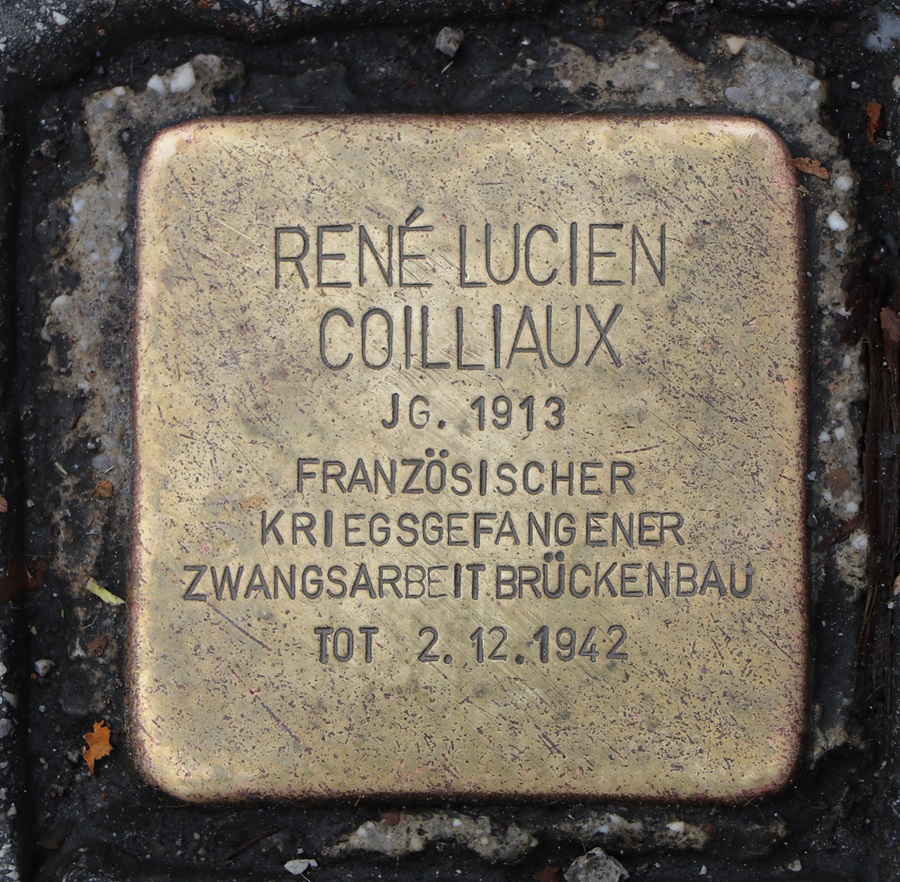 RENÉ LUCIEN
COILLIAUX
JG. 1913
FRANZÖSISCHER
KRIEGSGEFANGENER
ZWANGSARBEIT BRÜCKENBAU
TOT 2.12.1942